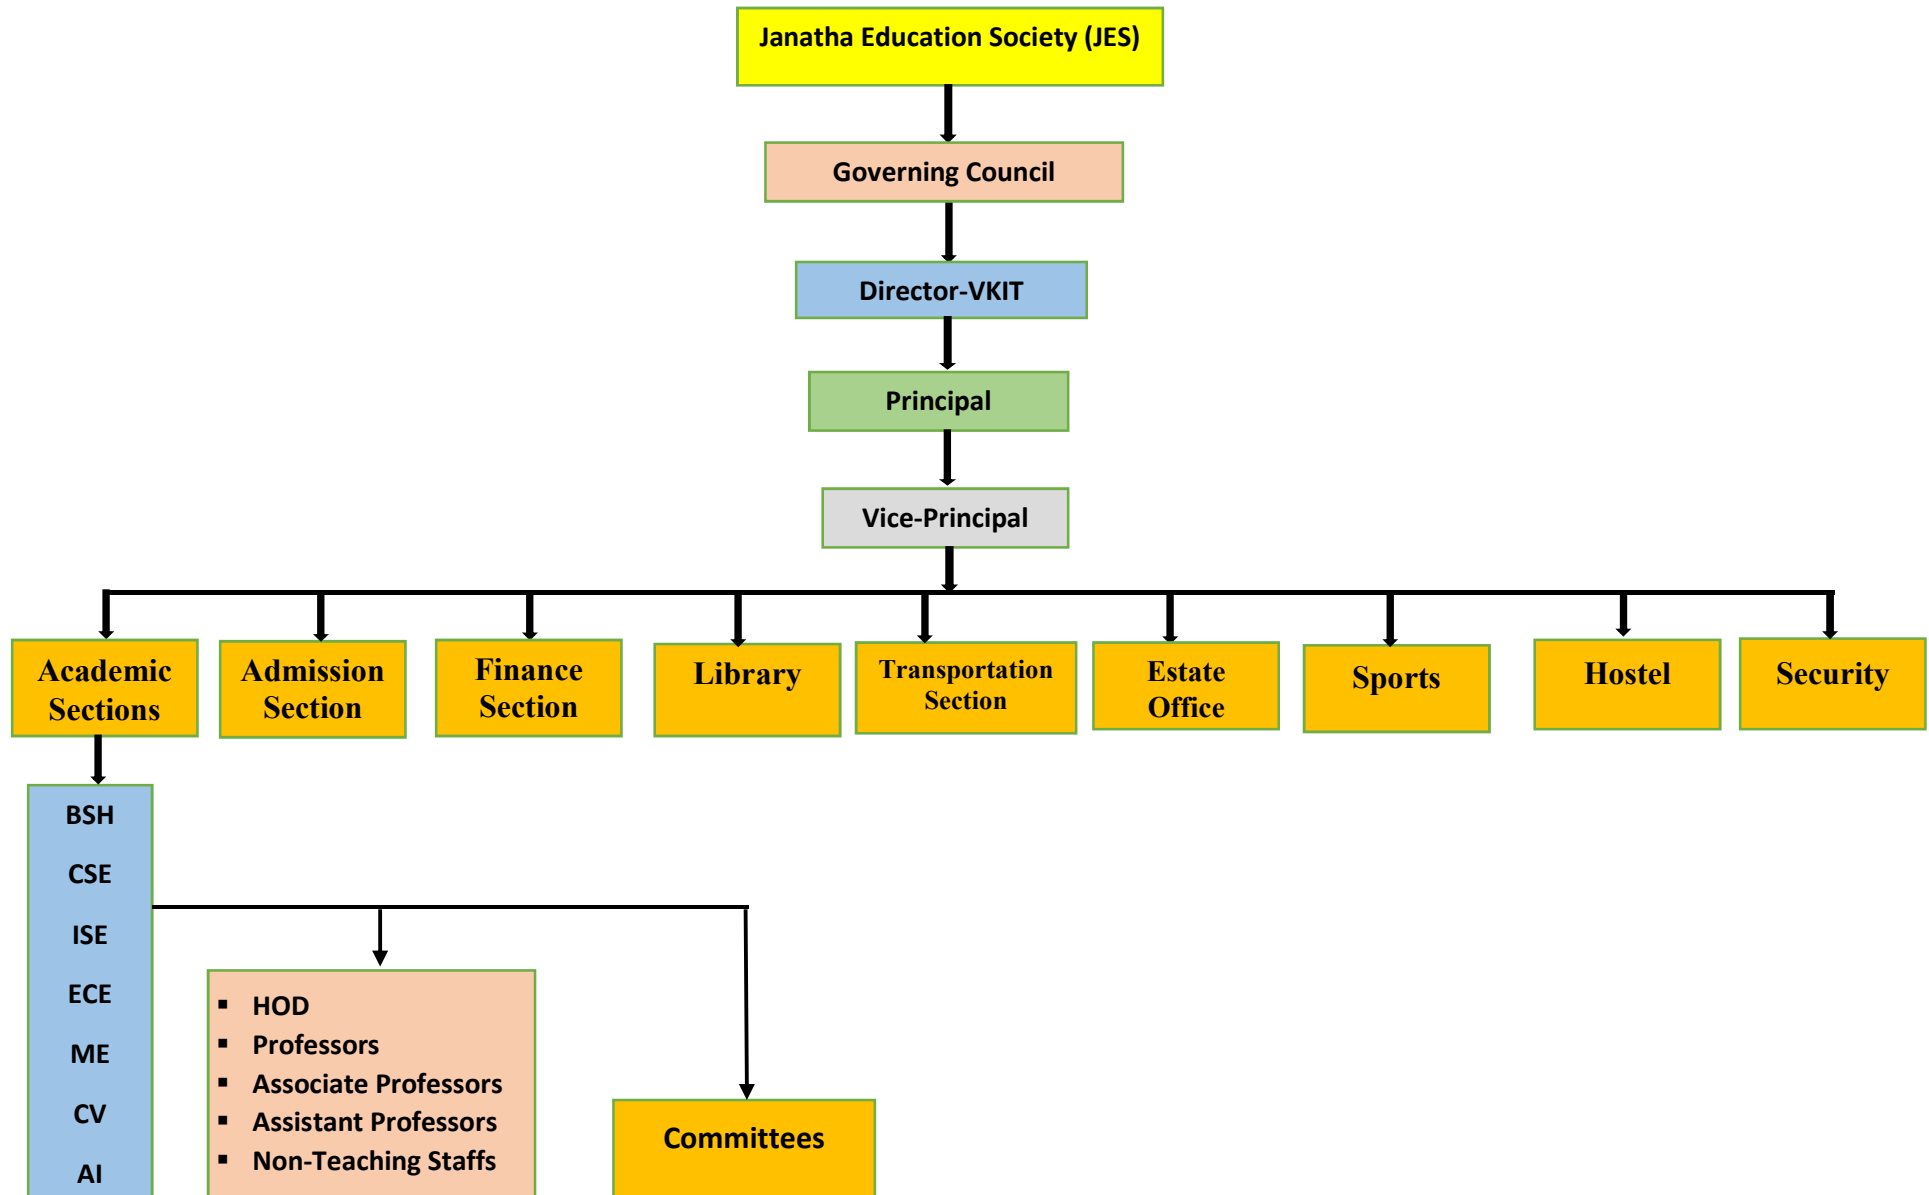 Janatha Education Society (JES)
Governing Council
Director-VKIT
Principal
Vice-Principal
Academic
Sections
Admission
Section
Finance
Section
Library
Transportation
Section
Estate
Office
Sports
Hostel
Security
BSH
CSE
ISE
ECE
ME
CV
AI
▪ HOD
▪ Professors
▪ Associate Professors
▪ Assistant Professors
▪ Non-Teaching Staffs
Committees